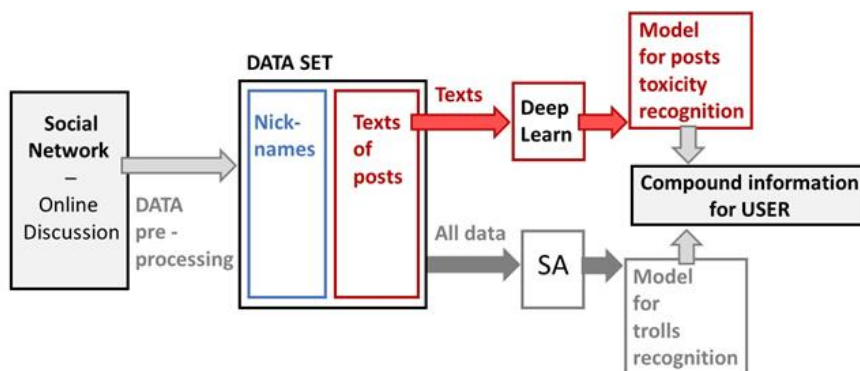 Social
Network
–
Online
Discussion
DATA
pre -
processing
DATA SET
Nick-
names
Texts
of
posts
Texts
Deep
Learn
Model
for posts
toxicity
recognition
All data
SA
Model
for
trolls
recognition
Compound information
for USER